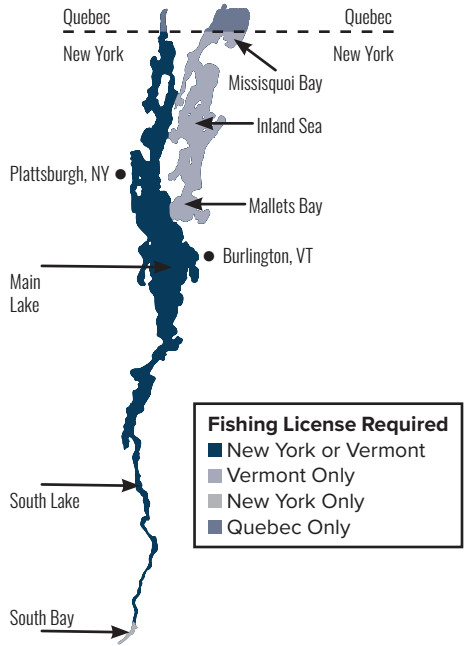 Quebec
Quebec
New York
New York
Missisquoi Bay
Inland Sea
Plattsburgh, NY
Mallets Bay
Burlington, VT
Main
Lake
Fishing License Required
New York or Vermont
Vermont Only
New York Only
Quebec Only
South Lake
South Bay